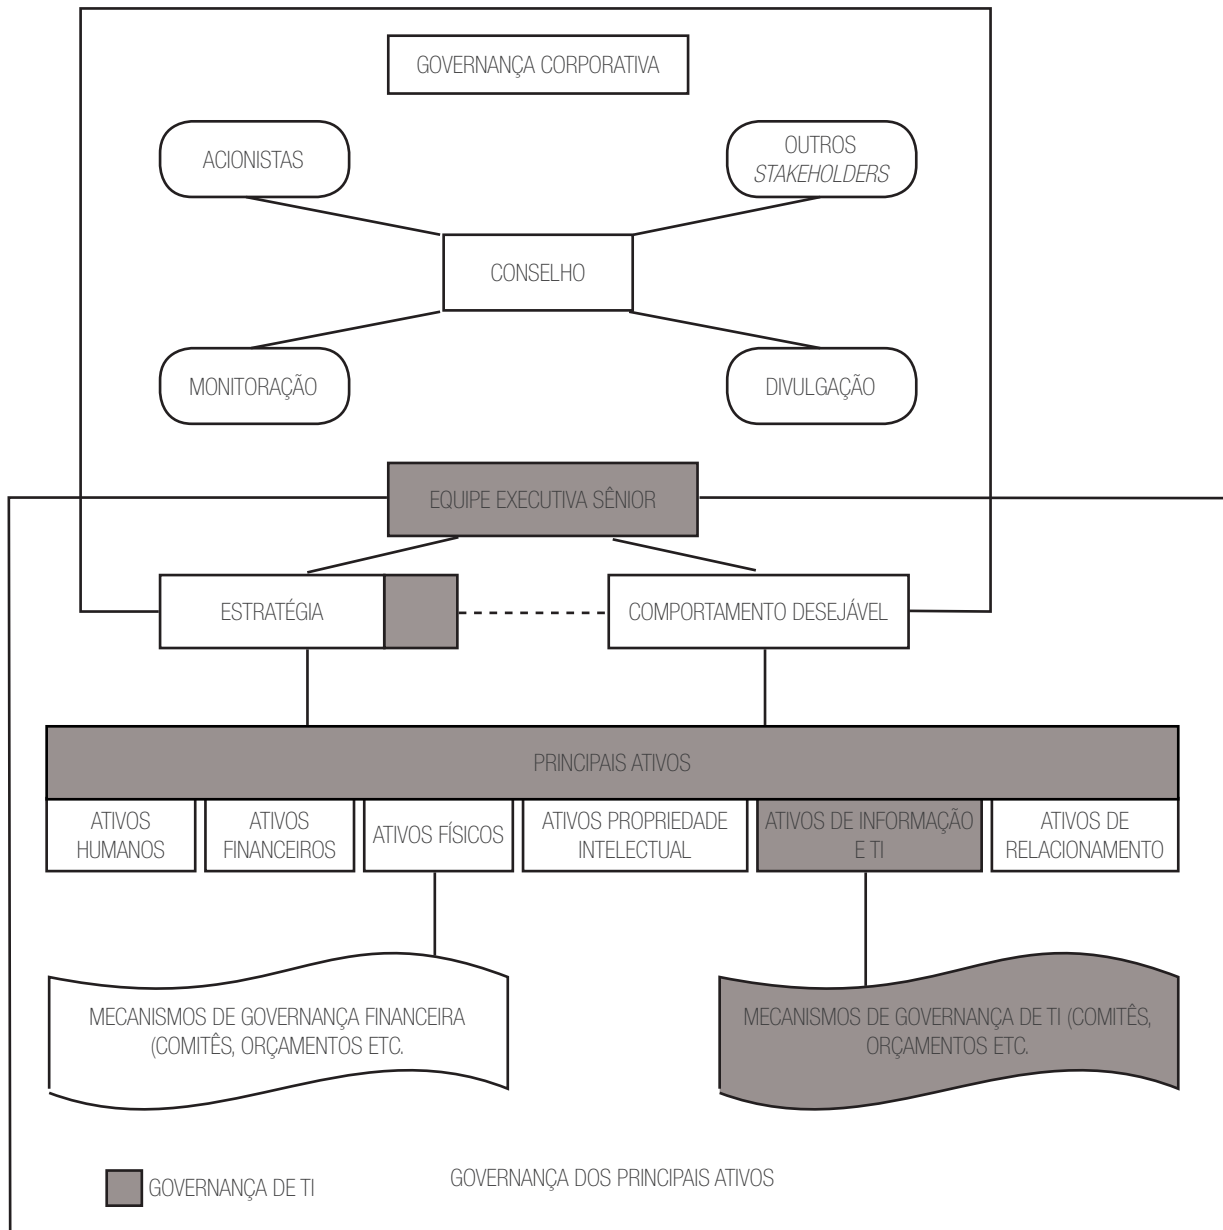 GOVERNANÇA CORPORATIVA
ACIONISTAS
OUTROS
STAKEHOLDERS
CONSELHO
MONITORAÇÃO
DIVULGAÇÃO
EQUIPE EXECUTIVA SÊNIOR
ESTRATÉGIA
COMPORTAMENTO DESEJÁVEL
PRINCIPAIS ATIVOS
ATIVOS
HUMANOS
ATIVOS
FINANCEIROS
ATIVOS FÍSICOS
ATIVOS PROPRIEDADE
INTELECTUAL
ATIVOS DE INFORMAÇÃO
E TI
ATIVOS DE
RELACIONAMENTO
MECANISMOS DE GOVERNANÇA FINANCEIRA
(COMITÊS, ORÇAMENTOS ETC.
MECANISMOS DE GOVERNANÇA DE TI (COMITÊS,
ORÇAMENTOS ETC.
GOVERNANÇA DE TI
GOVERNANÇA DOS PRINCIPAIS ATIVOS